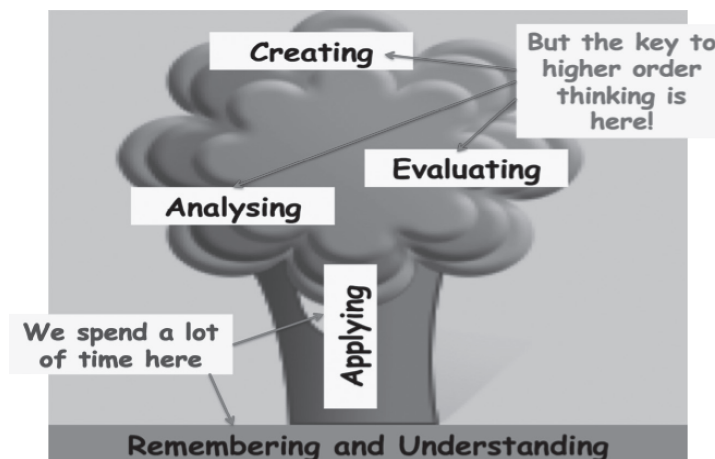 Creating
But the key to
higher order
thinking is
here!
Evaluating
Analysing
Applying
We spend a lot
of time here
Remembering and Understanding